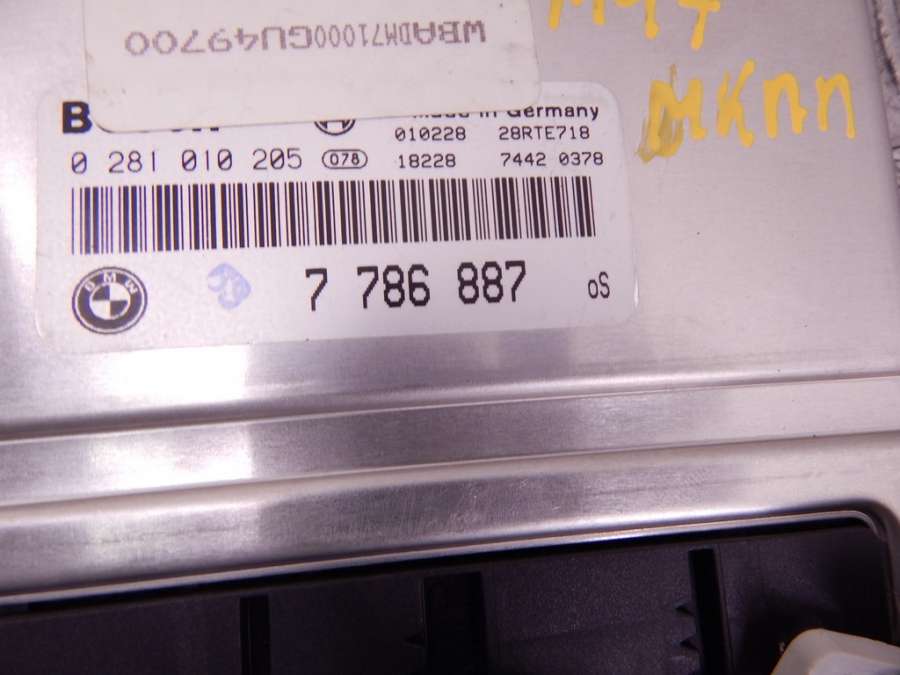 WBADM71000GU49700
M47
МКПП
in Germany
010228 28RTE718
0 281 010 205 078 18228 7442 0378
BMW
7 786 887 oS